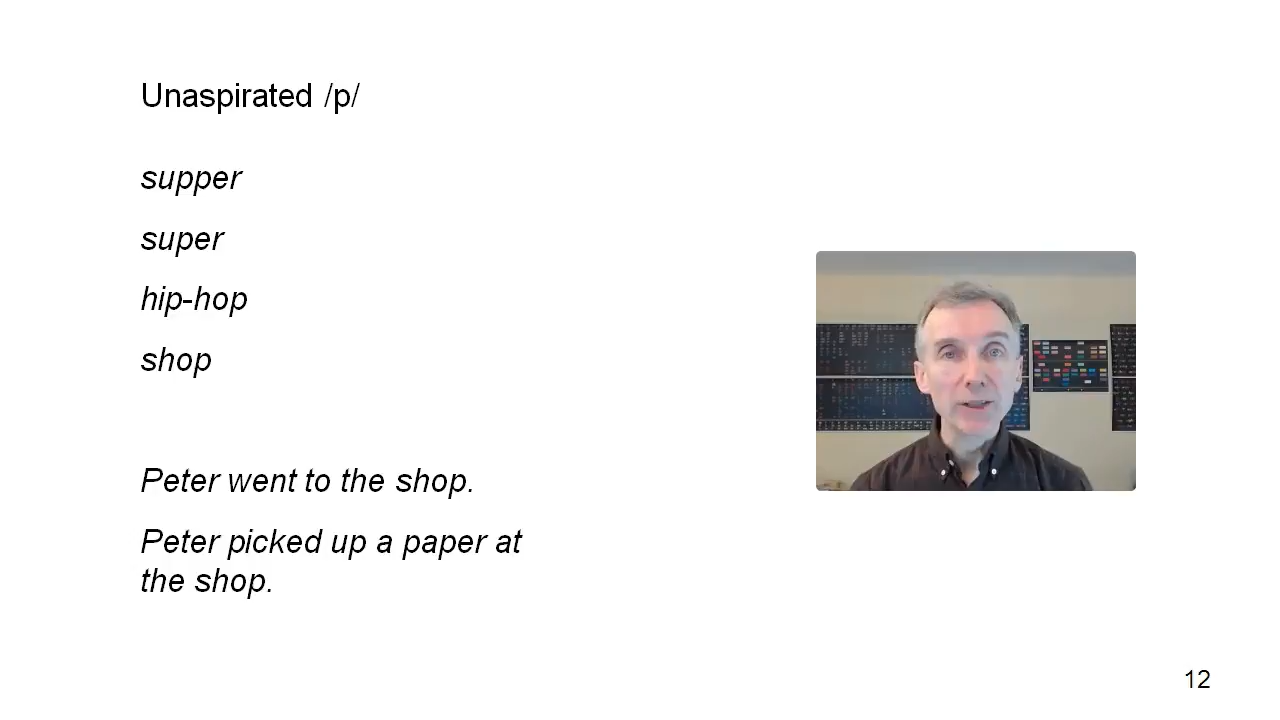 Unaspirated /p/
supper
super
hip-hop
shop
Peter went to the shop.
Peter picked up a paper at
the shop.
12